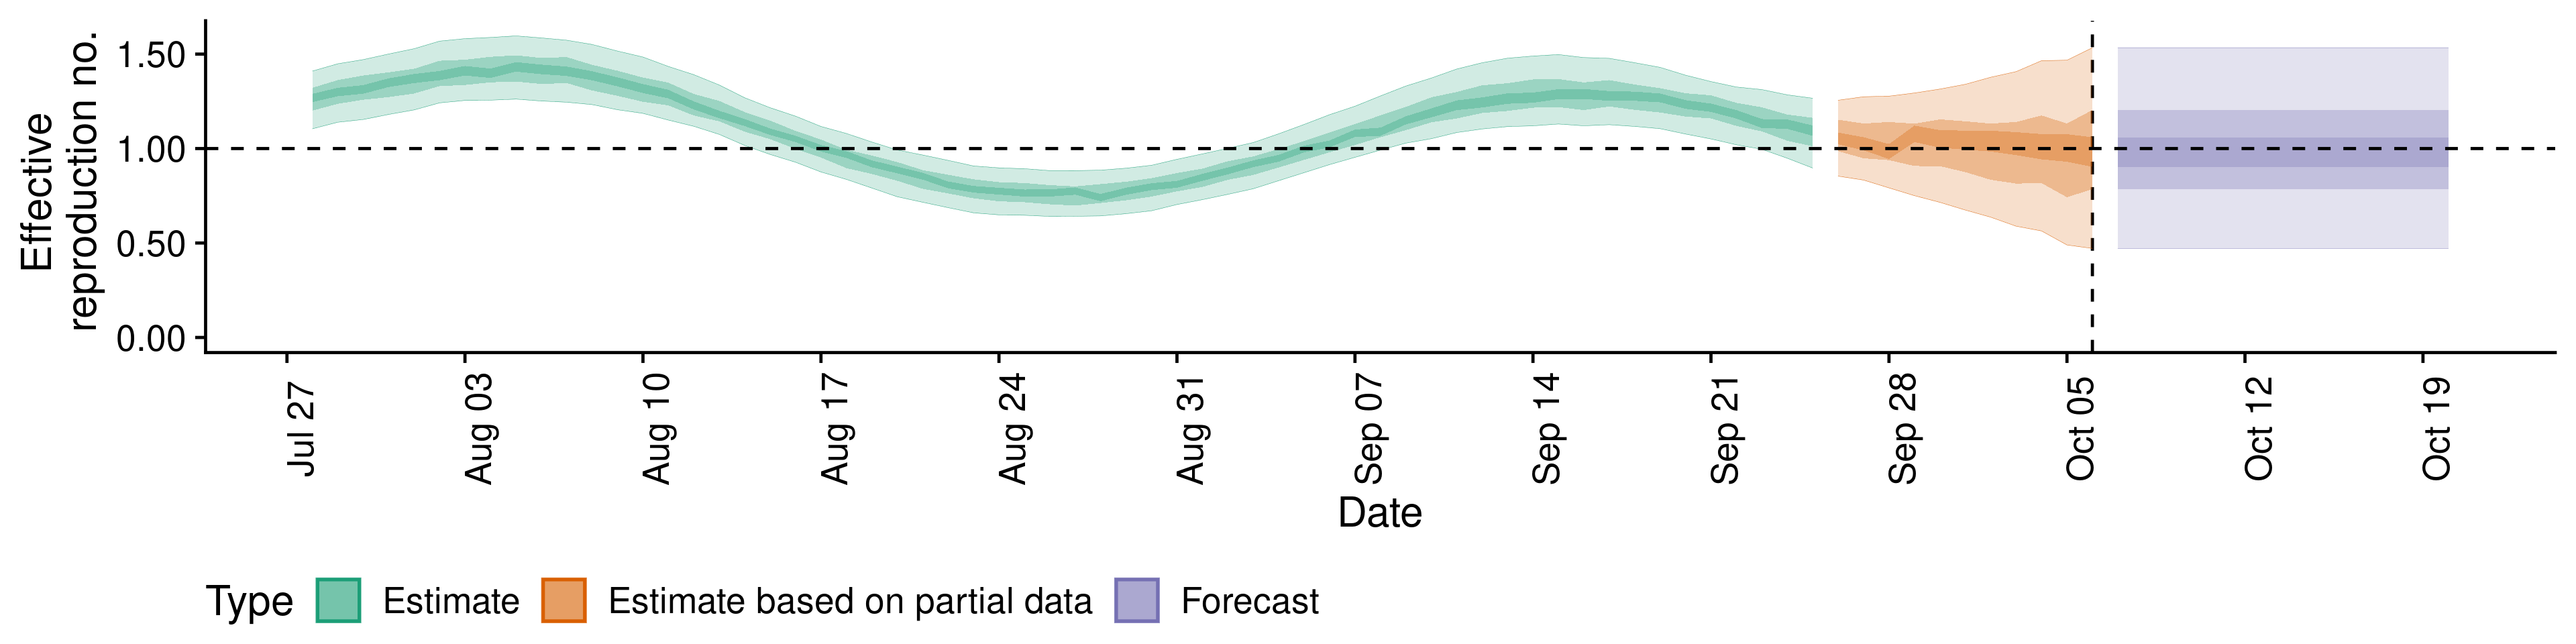 Effective
reproduction no.
1.50
1.00
0.50
0.00
Jul 27
Aug 03
Aug 10
Aug 17
Aug 24
Aug 31
Sep 07
Sep 14
Sep 21
Sep 28
Oct 05
Oct 12
Oct 19
Date
Type Estimate Estimate based on partial data Forecast